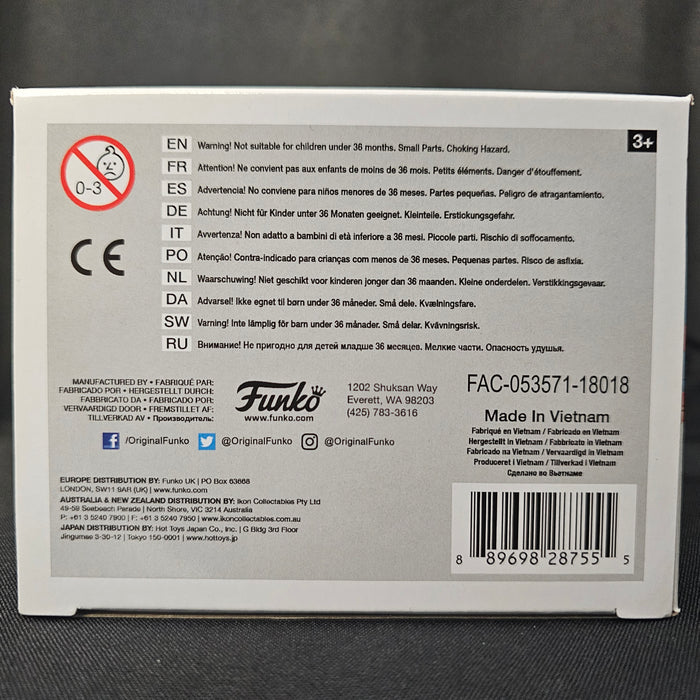 0-3
EN Warning! Not suitable for children under 36 months. Small Parts. Choking Hazard.
3+
FR Attention! Ne convient pas aux enfants de moins de 36 mois. Petits éléments. Danger d'étouffement.
ES Advertencia! No conviene para niños menores de 36 meses. Partes pequeñas. Peligro de atragantamiento.
DE Achtung! Nicht für Kinder unter 36 Monaten geeignet. Kleinteile. Erstickungsgefahr.
IT Avvertenza! Non adatto a bambini di età inferiore a 36 mesi. Piccole parti. Rischio di soffocamento.
PO Atenção! Contra-indicado para crianças com menos de 36 meses. Pequenas partes. Risco de asfixia.
NL Waarschuwing! Niet geschikt voor kinderen jonger dan 36 maanden. Kleine onderdelen. Verstikkingsgevaar.
DA Advarsel! Ikke egnet til børn under 36 måneder. Små dele. Kvælningsfare.
SW Varning! Inte lämplig för barn under 36 månader. Små delar. Kvävningsrisk.
RU Внимание! Не пригодно для детей младше 36 месяцев. Мелкие части. Опасность удушья.
CE
MANUFACTURED BY • FABRIQUÉ PAR:
FABRICADO POR • HERGESTELLT DURCH:
FABBRICATO DA • FABRICADO POR:
VERVAARDIGD DOOR • FREMSTILLET AF:
TILLVERKAD AV • Производитель:
Funko
www.funko.com
1202 Shuksan Way
Everett, WA 98203
(425) 783-3616
FAC-053571-18018
Made In Vietnam
Fabriqué en Vietnam / Fabricado en Vietnam
Hergestellt in Vietnam / Fabbricato in Vietnam
Fabricado na Vietnam / Vervaardigd in Vietnam
Produceret i Vietnam / Tillverkad i Vietnam
Сделано во Вьетнаме
/OriginalFunko @OriginalFunko @OriginalFunko
EUROPE DISTRIBUTION BY: Funko UK | PO Box 63668
LONDON, SW11 9AR (UK) | www.funko.com
AUSTRALIA & NEW ZEALAND DISTRIBUTION BY: Ikon Collectables Pty Ltd
49-59 Seabeach Parade | North Shore, VIC 3214 Australia
P: +61 3 5240 7900 | F: +61 3 5240 7950 | www.ikoncollectables.com.au
JAPAN DISTRIBUTION BY: Hot Toys Japan Co., Inc. | G Bldg 3rd Floor
Jingumae 3-30-12 | Tokyo 150-0001 | www.hottoys.jp
8 89698 28755 5